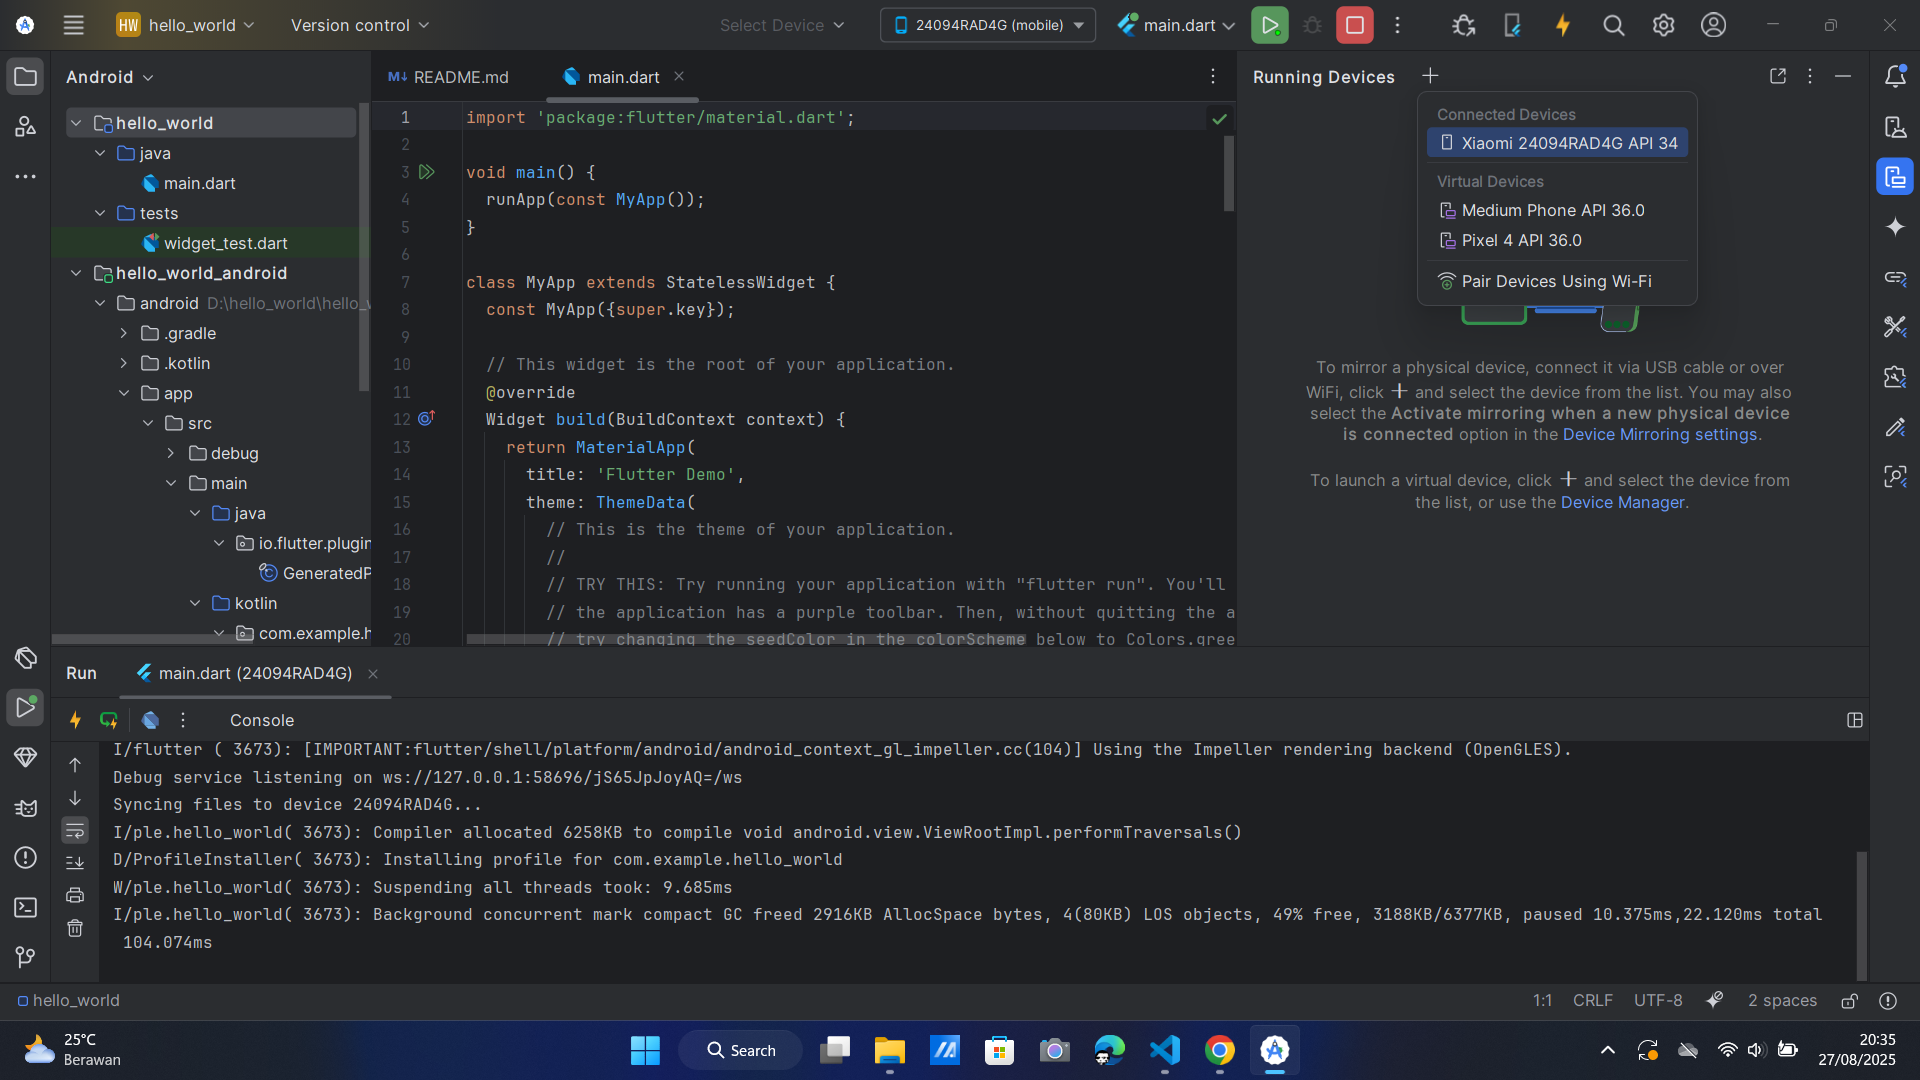 HW hello_world
Version control
Select Device
24094RAD4G (mobile)
main.dart
Android
hello_world
java
main.dart
tests
widget_test.dart
hello_world_android
android D:\hello_world\hello_
.gradle
.kotlin
app
src
debug
main
java
io.flutter.plugin
GeneratedP
kotlin
com.example.h
M↓ README.md
main.dart
1 import 'package:flutter/material.dart';
2
3 void main() {
4 runApp(const MyApp());
5 }
6
7 class MyApp extends StatelessWidget {
8 const MyApp({super.key});
9
10 // This widget is the root of your application.
11 @override
12 Widget build(BuildContext context) {
13 return MaterialApp(
14 title: 'Flutter Demo',
15 theme: ThemeData(
16 // This is the theme of your application.
17 //
18 // TRY THIS: Try running your application with "flutter run". You'll
19 // the application has a purple toolbar. Then, without quitting the a
20 // try changing the seedColor in the colorScheme below to Colors.gree
Running Devices
Connected Devices
Xiaomi 24094RAD4G API 34
Virtual Devices
Medium Phone API 36.0
Pixel 4 API 36.0
Pair Devices Using Wi-Fi
To mirror a physical device, connect it via USB cable or over
WiFi, click + and select the device from the list. You may also
select the Activate mirroring when a new physical device
is connected option in the Device Mirroring settings.
To launch a virtual device, click + and select the device from
the list, or use the Device Manager.
Run
main.dart (24094RAD4G)
Console
I/flutter ( 3673): [IMPORTANT:flutter/shell/platform/android/android_context_gl_impeller.cc(104)] Using the Impeller rendering backend (OpenGLES).
Debug service listening on ws://127.0.0.1:58696/jS65JpJoyAQ=/ws
Syncing files to device 24094RAD4G...
I/ple.hello_world( 3673): Compiler allocated 6258KB to compile void android.view.ViewRootImpl.performTraversals()
D/ProfileInstaller( 3673): Installing profile for com.example.hello_world
W/ple.hello_world( 3673): Suspending all threads took: 9.685ms
I/ple.hello_world( 3673): Background concurrent mark compact GC freed 2916KB AllocSpace bytes, 4(80KB) LOS objects, 49% free, 3188KB/6377KB, paused 10.375ms,22.120ms total
104.074ms
hello_world
1:1
CRLF
UTF-8
2 spaces
25°C
Berawan
Search
20:35
27/08/2025